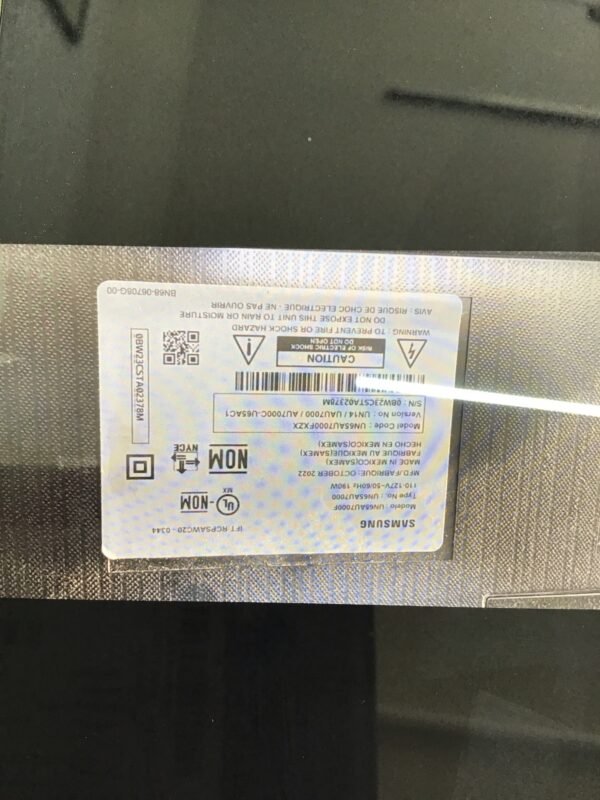 SAMSUNG
IFT-RCPSAWC20-0344
Modelo : UN65AU7000F
Type No. : UN65AU7000
110-127V~50/60Hz 190W
MFD./FABRIQUE: OCTOBER 2022
MADE IN MEXICO(SAMEX)
FABRIQUE AU MEXIQUE(SAMEX)
HECHO EN MEXICO(SAMEX)
UL
-NOM
MX
NOM
NYCE
Model Code : UN65AU7000FXZX
Version No : UN14 / UAU7000 / AU7000C-U65AC1
S/N : 0BW23CSTA02378M
0BW23CSTA02378M
CAUTION
RISK OF ELECTRIC SHOCK
DO NOT OPEN
WARNING : TO PREVENT FIRE OR SHOCK HAZARD
DO NOT EXPOSE THIS UNIT TO RAIN OR MOISTURE
AVIS : RISQUE DE CHOC ELECTRIQUE - NE PAS OUVRIR
BN68-06708G-00